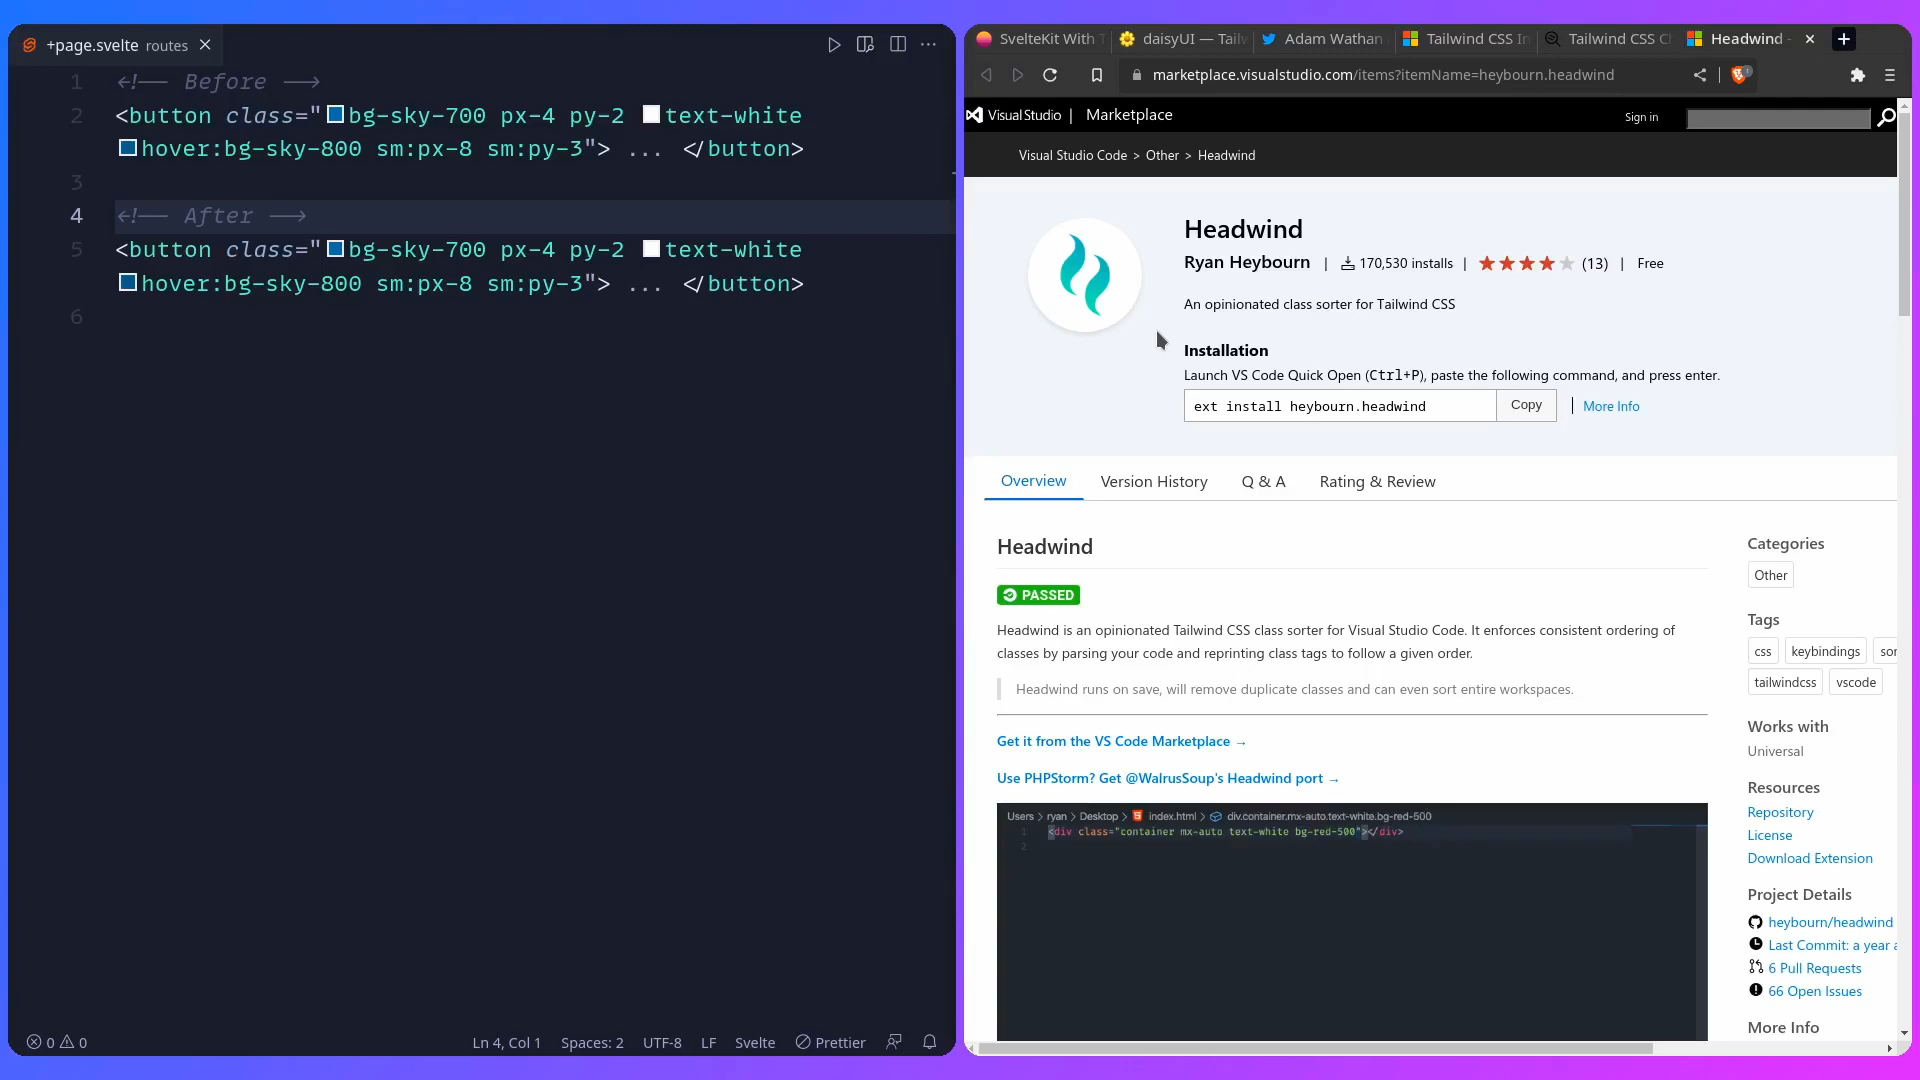 +page.svelte routes
1 <!-- Before -->
2 <button class="bg-sky-700 px-4 py-2 text-white
hover:bg-sky-800 sm:px-8 sm:py-3"> ... </button>
3
4 <!-- After -->
5 <button class="bg-sky-700 px-4 py-2 text-white
hover:bg-sky-800 sm:px-8 sm:py-3"> ... </button>
6
0 0 Ln 4, Col 1 Spaces: 2 UTF-8 LF Svelte Prettier
SvelteKit With daisyUI — Tailw Adam Wathan Tailwind CSS In Tailwind CSS Headwind -
marketplace.visualstudio.com/items?itemName=heybourn.headwind
Visual Studio | Marketplace Sign in
Visual Studio Code > Other > Headwind
Headwind
Ryan Heybourn | 170,530 installs | (13) | Free
An opinionated class sorter for Tailwind CSS
Installation
Launch VS Code Quick Open (Ctrl+P), paste the following command, and press enter.
ext install heybourn.headwind Copy | More Info
Overview Version History Q & A Rating & Review
Headwind
PASSED
Headwind is an opinionated Tailwind CSS class sorter for Visual Studio Code. It enforces consistent ordering of
classes by parsing your code and reprinting class tags to follow a given order.
Headwind runs on save, will remove duplicate classes and can even sort entire workspaces.
Get it from the VS Code Marketplace →
Use PHPStorm? Get @WalrusSoup's Headwind port →
Users > ryan > Desktop > index.html > div.container.mx-auto.text-white.bg-red-500
1 <div class="container mx-auto text-white bg-red-500"></div>
2
Categories
Other
Tags
css keybindings sor
tailwindcss vscode
Works with
Universal
Resources
Repository
License
Download Extension
Project Details
heybourn/headwind
Last Commit: a year a
6 Pull Requests
66 Open Issues
More Info